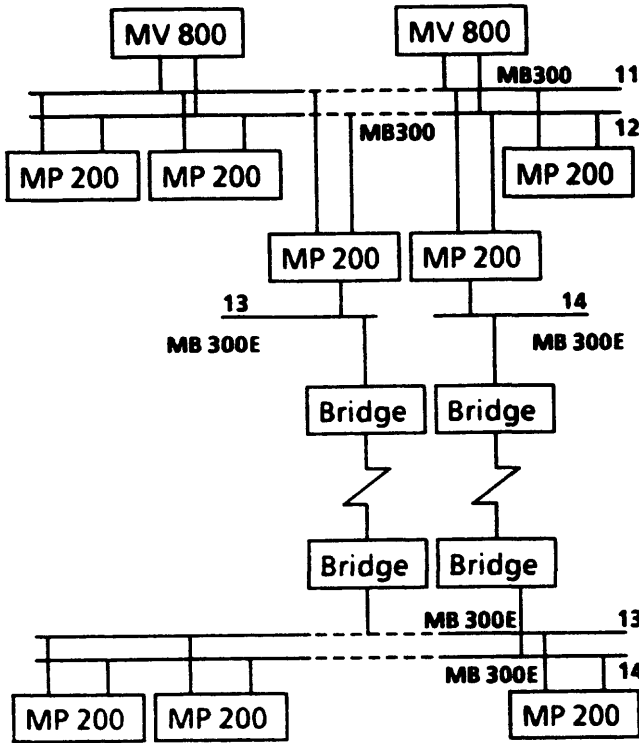 MV 800 MV 800
MB300 11
MB300 12
MP 200 MP 200 MP 200
MP 200 MP 200
13 14
MB 300E MB 300E
Bridge Bridge
Bridge Bridge
MB 300E 13
MB 300E 14
MP 200 MP 200 MP 200